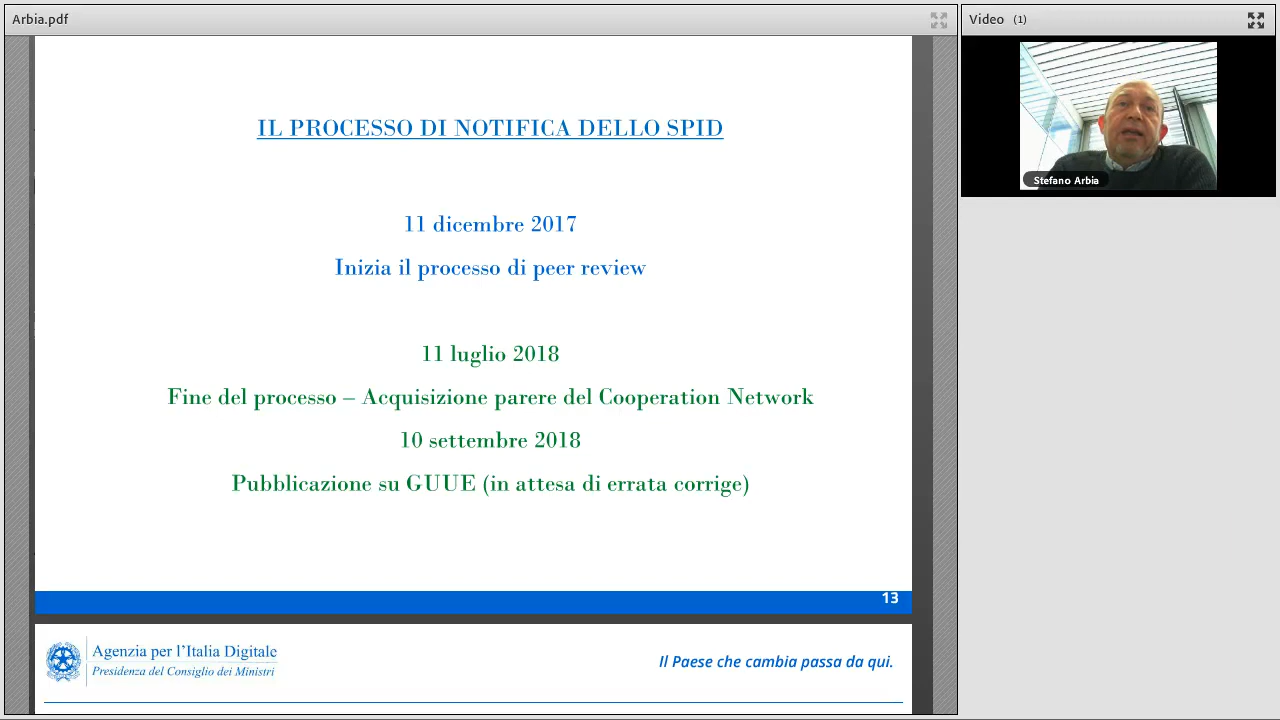 Arbia.pdf
IL PROCESSO DI NOTIFICA DELLO SPID
11 dicembre 2017
Inizia il processo di peer review
11 luglio 2018
Fine del processo – Acquisizione parere del Cooperation Network
10 settembre 2018
Pubblicazione su GUUE (in attesa di errata corrige)
13
Agenzia per l'Italia Digitale
Presidenza del Consiglio dei Ministri
Il Paese che cambia passa da qui.
Video (1)
Stefano Arbia